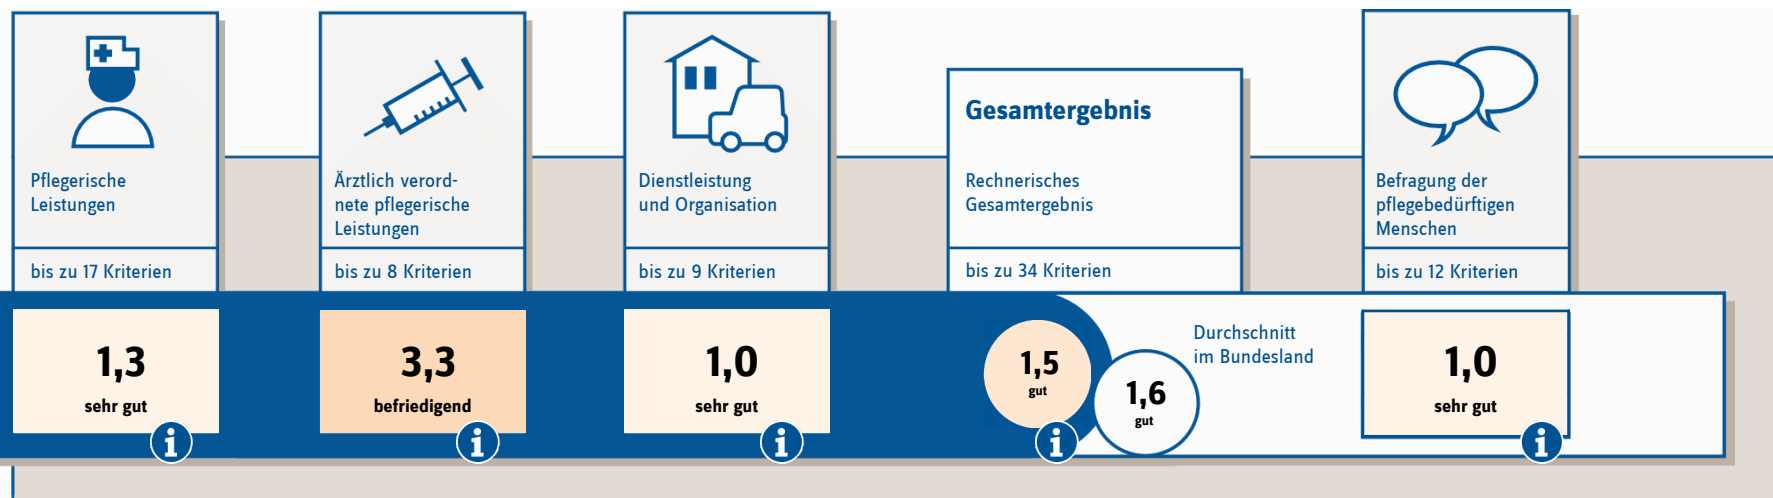 Pflegerische
Leistungen
bis zu 17 Kriterien
1,3
sehr gut
Ärztlich verord-
nete pflegerische
Leistungen
bis zu 8 Kriterien
3,3
befriedigend
Dienstleistung
und Organisation
bis zu 9 Kriterien
1,0
sehr gut
Gesamtergebnis
Rechnerisches
Gesamtergebnis
bis zu 34 Kriterien
1,5
gut
1,6
gut
Durchschnitt
im Bundesland
Befragung der
pflegebedürftigen
Menschen
bis zu 12 Kriterien
1,0
sehr gut